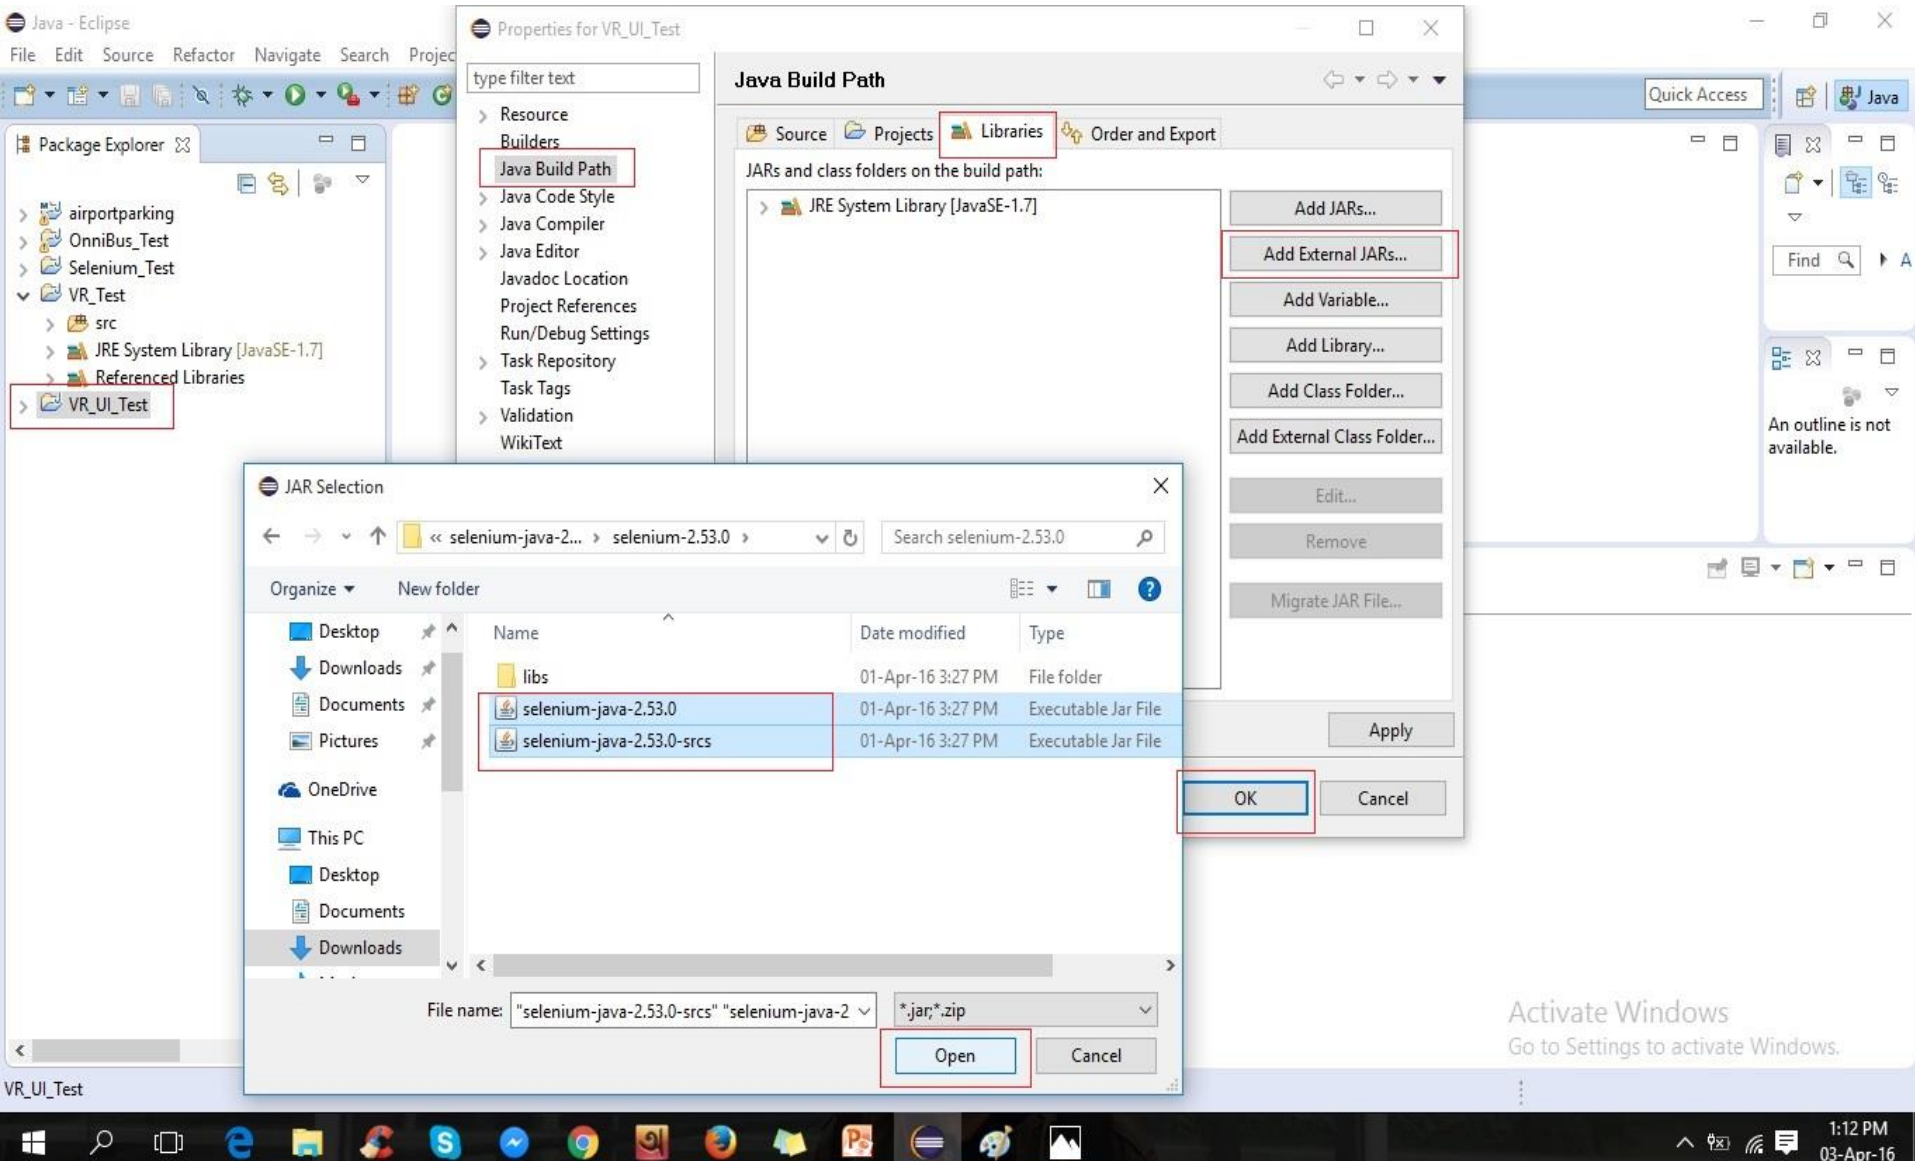 Java - Eclipse
File Edit Source Refactor Navigate Search Projec
Quick Access
Java
Package Explorer
airportparking
OnniBus_Test
Selenium_Test
VR_Test
src
JRE System Library [JavaSE-1.7]
Referenced Libraries
VR_UI_Test
Properties for VR_UI_Test
type filter text
Resource
Builders
Java Build Path
Java Code Style
Java Compiler
Java Editor
Javadoc Location
Project References
Run/Debug Settings
Task Repository
Task Tags
Validation
WikiText
Java Build Path
Source Projects Libraries Order and Export
JARs and class folders on the build path:
JRE System Library [JavaSE-1.7]
Add JARs...
Add External JARs...
Add Variable...
Add Library...
Add Class Folder...
Add External Class Folder...
Edit...
Remove
Migrate JAR File...
Apply
OK Cancel
Find A
An outline is not
available.
JAR Selection
« selenium-java-2... › selenium-2.53.0 ›
Search selenium-2.53.0
Organize New folder
Desktop
Downloads
Documents
Pictures
OneDrive
This PC
Desktop
Documents
Downloads
Name Date modified Type
libs 01-Apr-16 3:27 PM File folder
selenium-java-2.53.0 01-Apr-16 3:27 PM Executable Jar File
selenium-java-2.53.0-srcs 01-Apr-16 3:27 PM Executable Jar File
File name: "selenium-java-2.53.0-srcs" "selenium-java-2
*.jar;*.zip
Open Cancel
Activate Windows
Go to Settings to activate Windows.
VR_UI_Test
1:12 PM
03-Apr-16